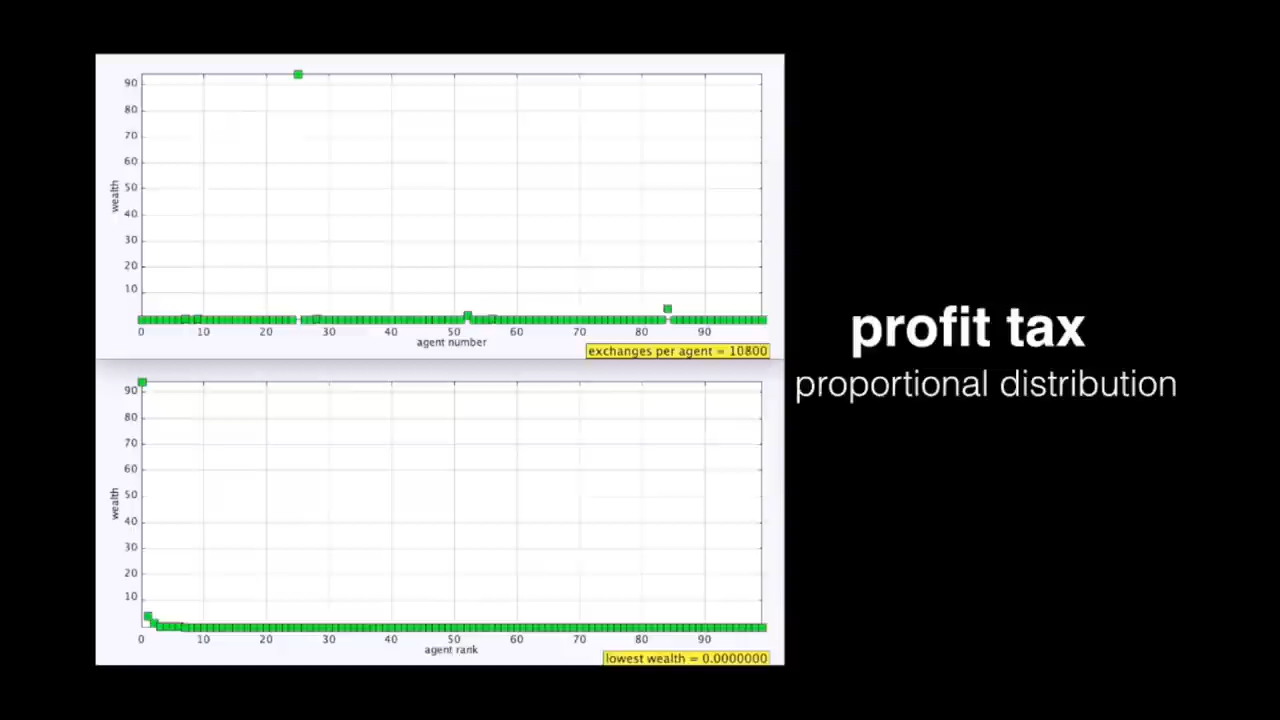 90
80
70
60
50
40
30
20
10
wealth
0 10 20 30 40 50 60 70 80 90
agent number
exchanges per agent = 10800
90
80
70
60
50
40
30
20
10
wealth
0 10 20 30 40 50 60 70 80 90
agent rank
lowest wealth = 0.0000000
profit tax
proportional distribution